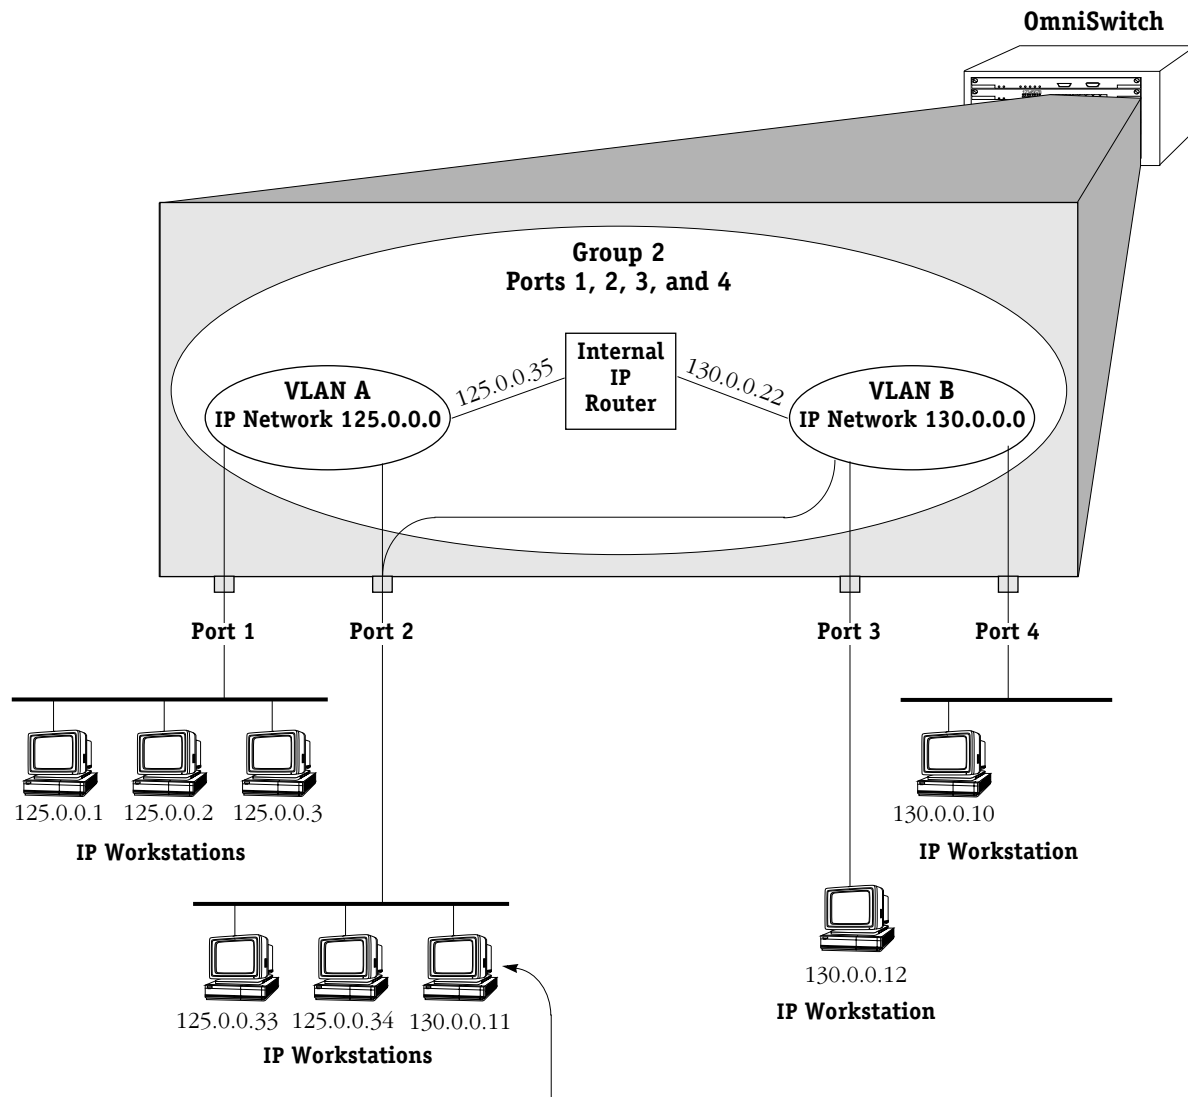 OmniSwitch
Group 2
Ports 1, 2, 3, and 4
Internal
IP
Router
125.0.0.35
130.0.0.22
VLAN A
IP Network 125.0.0.0
VLAN B
IP Network 130.0.0.0
Port 1
Port 2
Port 3
Port 4
125.0.0.1
125.0.0.2
125.0.0.3
IP Workstations
130.0.0.10
IP Workstation
125.0.0.33
125.0.0.34
130.0.0.11
IP Workstations
130.0.0.12
IP Workstation